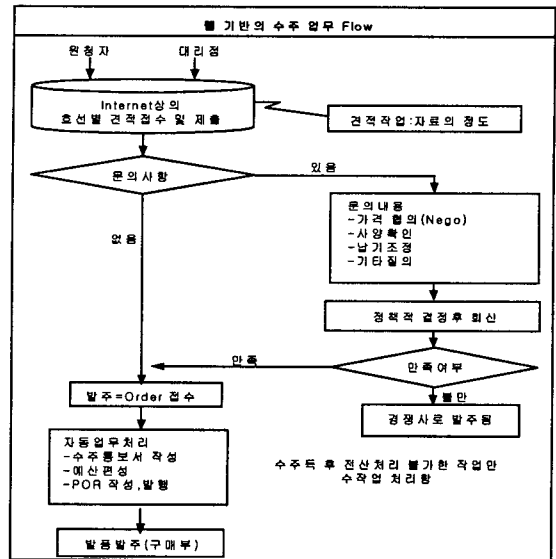 웹 기반의 수주 업무 Flow
원청자
대리점
Internet상의
호선별 견적접수 및 제출
견적작업:자료의 정도
문의사항
있음
없음
문의내용
-가격 협의(Nego)
-사양확인
-납기조정
-기타질의
정책적 결정후 회신
만족
만족여부
불만
발주=Order 접수
경쟁사로 발주됨
자동업무처리
-수주통보서 작성
-예산편성
-POR 작성,발행
수주득 후 전산처리 불가한 작업만
수작업 처리함
발품발주(구매부)